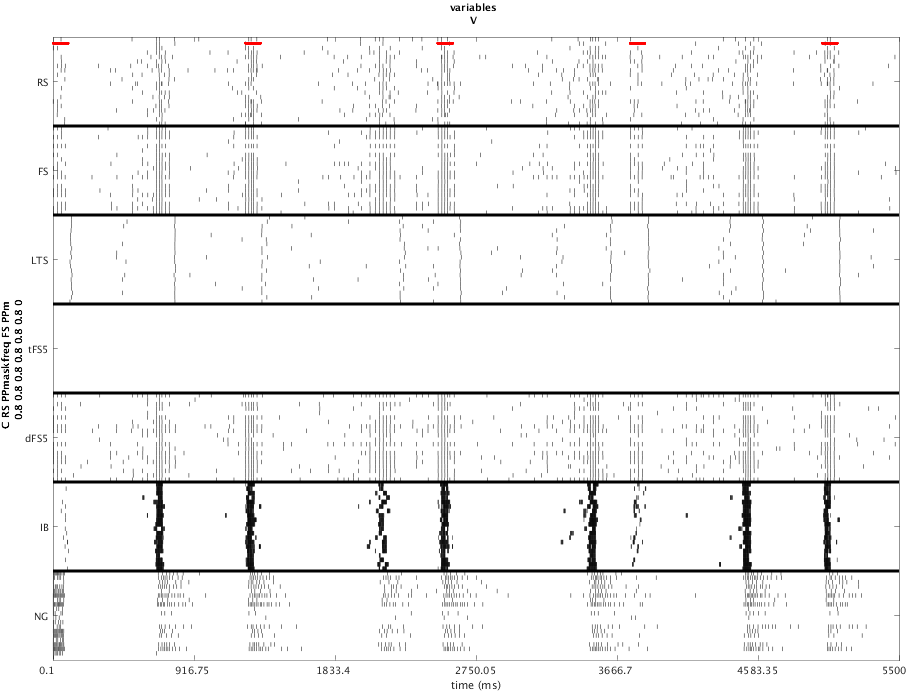 variables
V
RS
FS
LTS
tFS5
dFS5
IB
NG
C RS PPmaskfreq FS PPm
0.8 0.8 0.8 0.8 0.8 0
0.1 916.75 1833.4 2750.05 3666.7 4583.35 5500
time (ms)